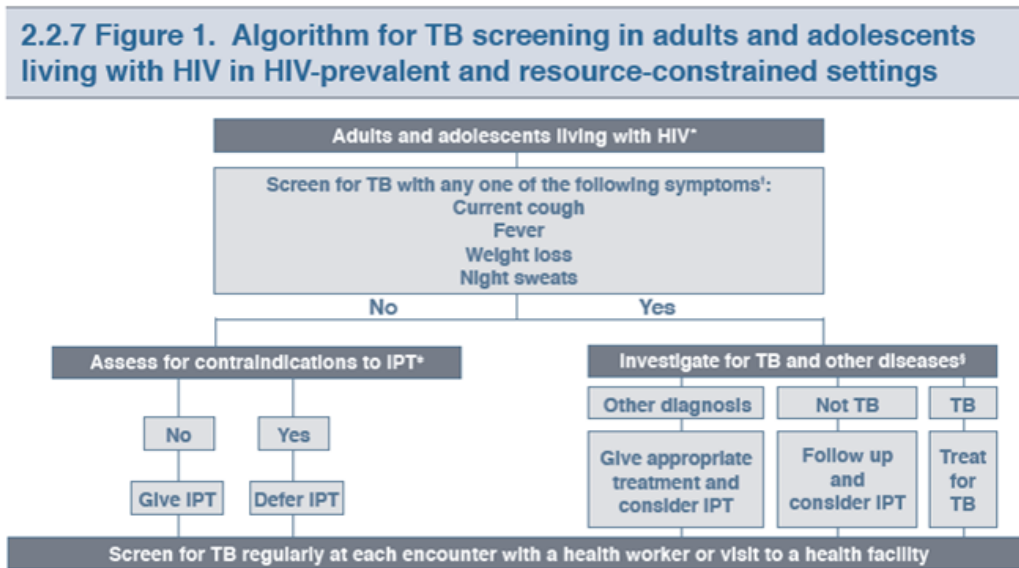 2.2.7 Figure 1. Algorithm for TB screening in adults and adolescents
living with HIV in HIV-prevalent and resource-constrained settings
Adults and adolescents living with HIV*
Screen for TB with any one of the following symptoms†:
Current cough
Fever
Weight loss
Night sweats
No
Yes
Assess for contraindications to IPT*
No
Yes
Give IPT
Defer IPT
Investigate for TB and other diseases§
Other diagnosis
Not TB
TB
Give appropriate
treatment and
consider IPT
Follow up
and
consider IPT
Treat
for
TB
Screen for TB regularly at each encounter with a health worker or visit to a health facility